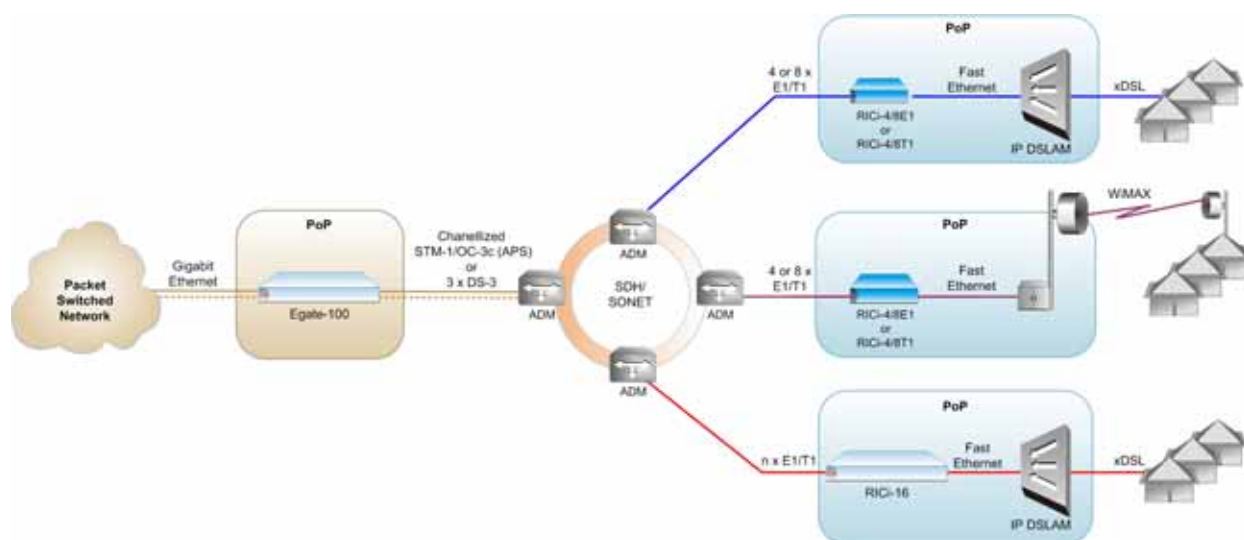 PoP
4 or 8 x
E1/T1
Fast
Ethernet
xDSL
RICi-4/8E1
or
RICi-4/8T1
IP DSLAM
PoP
WiMAX
4 or 8 x
E1/T1
Fast
Ethernet
RICi-4/8E1
or
RICi-4/8T1
Packet
Switched
Network
Gigabit
Ethernet
PoP
Egate-100
Chanellized
STM-1/OC-3c (APS)
or
3 x DS-3
ADM
ADM
SDH/
SONET
ADM
ADM
PoP
n x E1/T1
Fast
Ethernet
xDSL
RICi-16
IP DSLAM